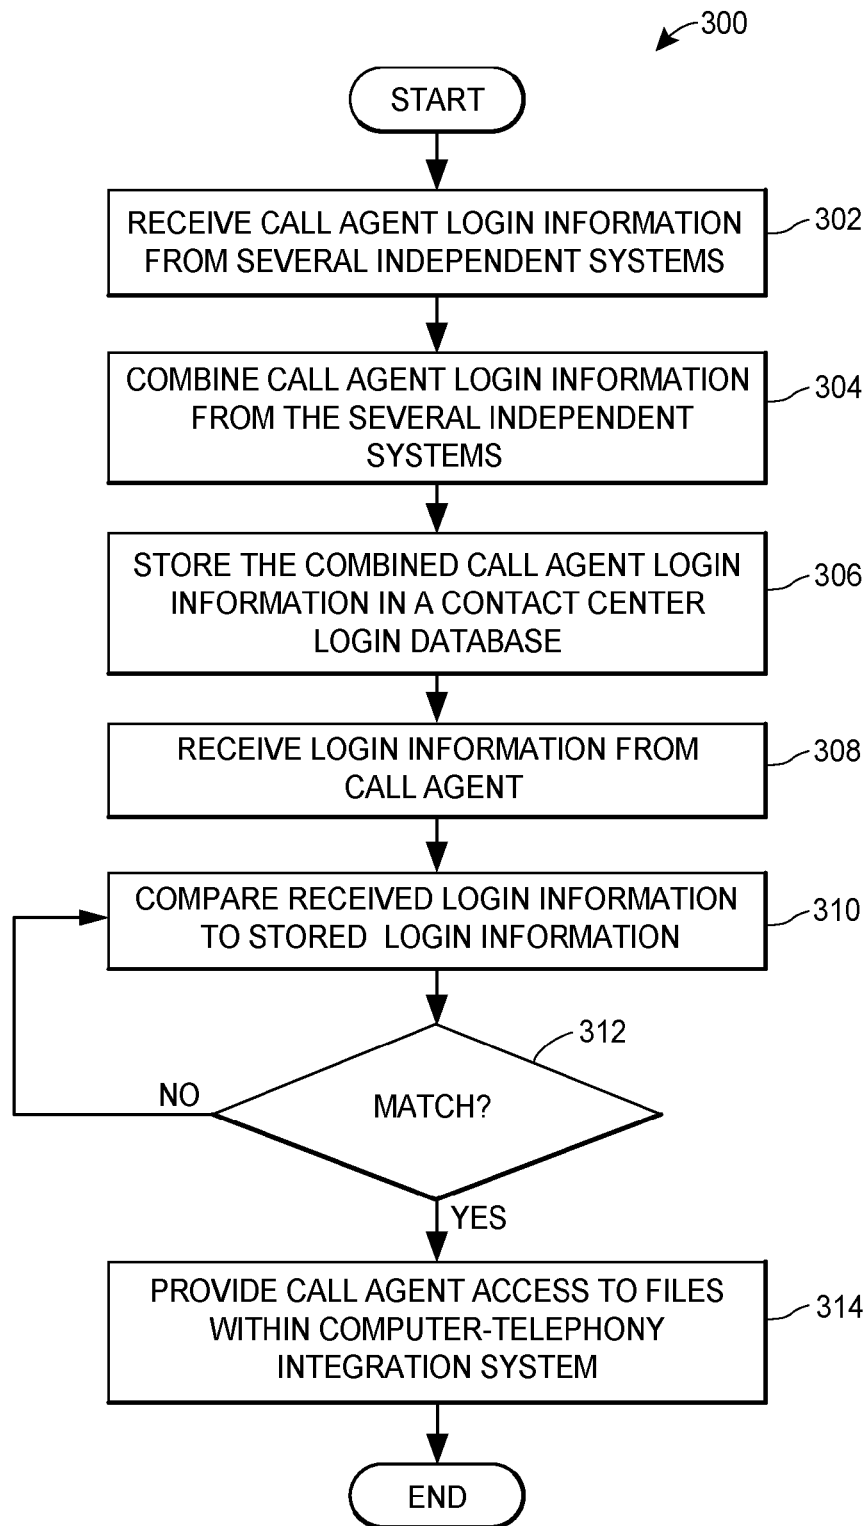 300
START
RECEIVE CALL AGENT LOGIN INFORMATION
FROM SEVERAL INDEPENDENT SYSTEMS
302
COMBINE CALL AGENT LOGIN INFORMATION
FROM THE SEVERAL INDEPENDENT
SYSTEMS
304
STORE THE COMBINED CALL AGENT LOGIN
INFORMATION IN A CONTACT CENTER
LOGIN DATABASE
306
RECEIVE LOGIN INFORMATION FROM
CALL AGENT
308
COMPARE RECEIVED LOGIN INFORMATION
TO STORED LOGIN INFORMATION
310
312
MATCH?
NO
YES
PROVIDE CALL AGENT ACCESS TO FILES
WITHIN COMPUTER-TELEPHONY
INTEGRATION SYSTEM
314
END